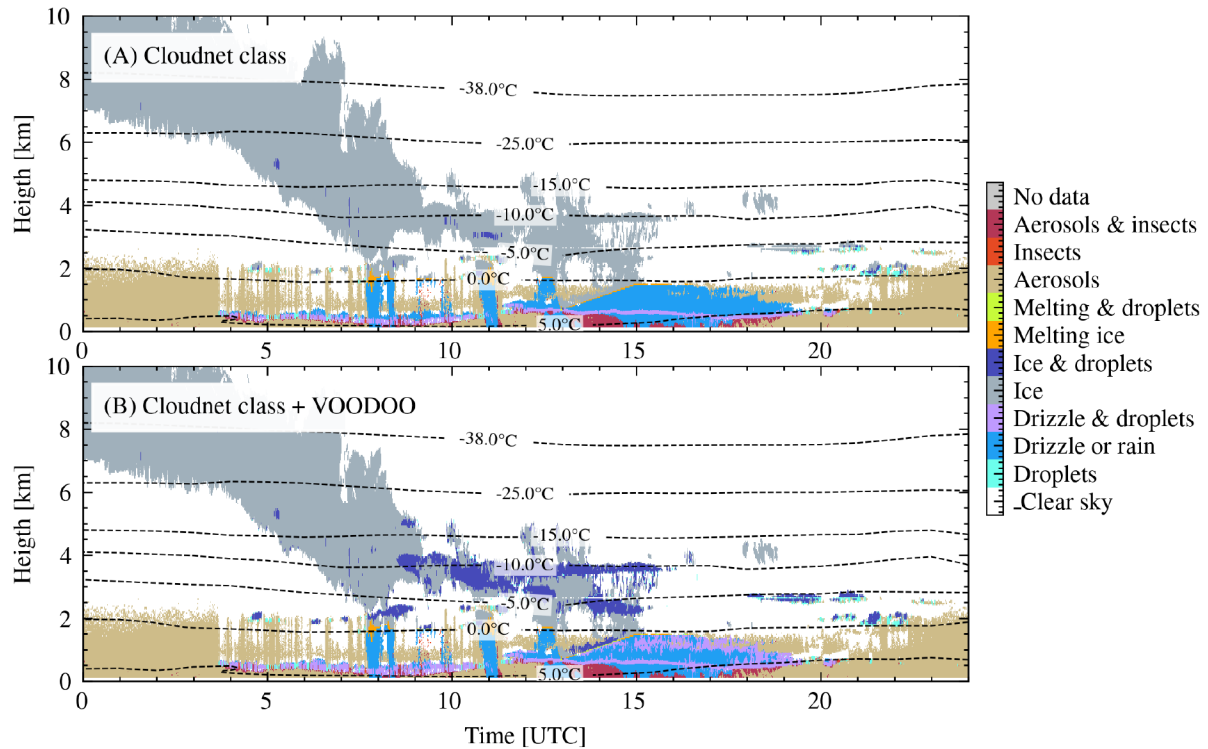 10
(A) Cloudnet class
8
-38.0°C
6
-25.0°C
-15.0°C
4
-10.0°C
-5.0°C
2
0.0°C
5.0°C
0
Heigth [km]
0 5 10 15 20
10
(B) Cloudnet class + VOODOO
8
-38.0°C
6
-25.0°C
-15.0°C
4
-10.0°C
-5.0°C
2
0.0°C
5.0°C
0
Heigth [km]
0 5 10 15 20
Time [UTC]
No data
Aerosols & insects
Insects
Aerosols
Melting & droplets
Melting ice
Ice & droplets
Ice
Drizzle & droplets
Drizzle or rain
Droplets
Clear sky